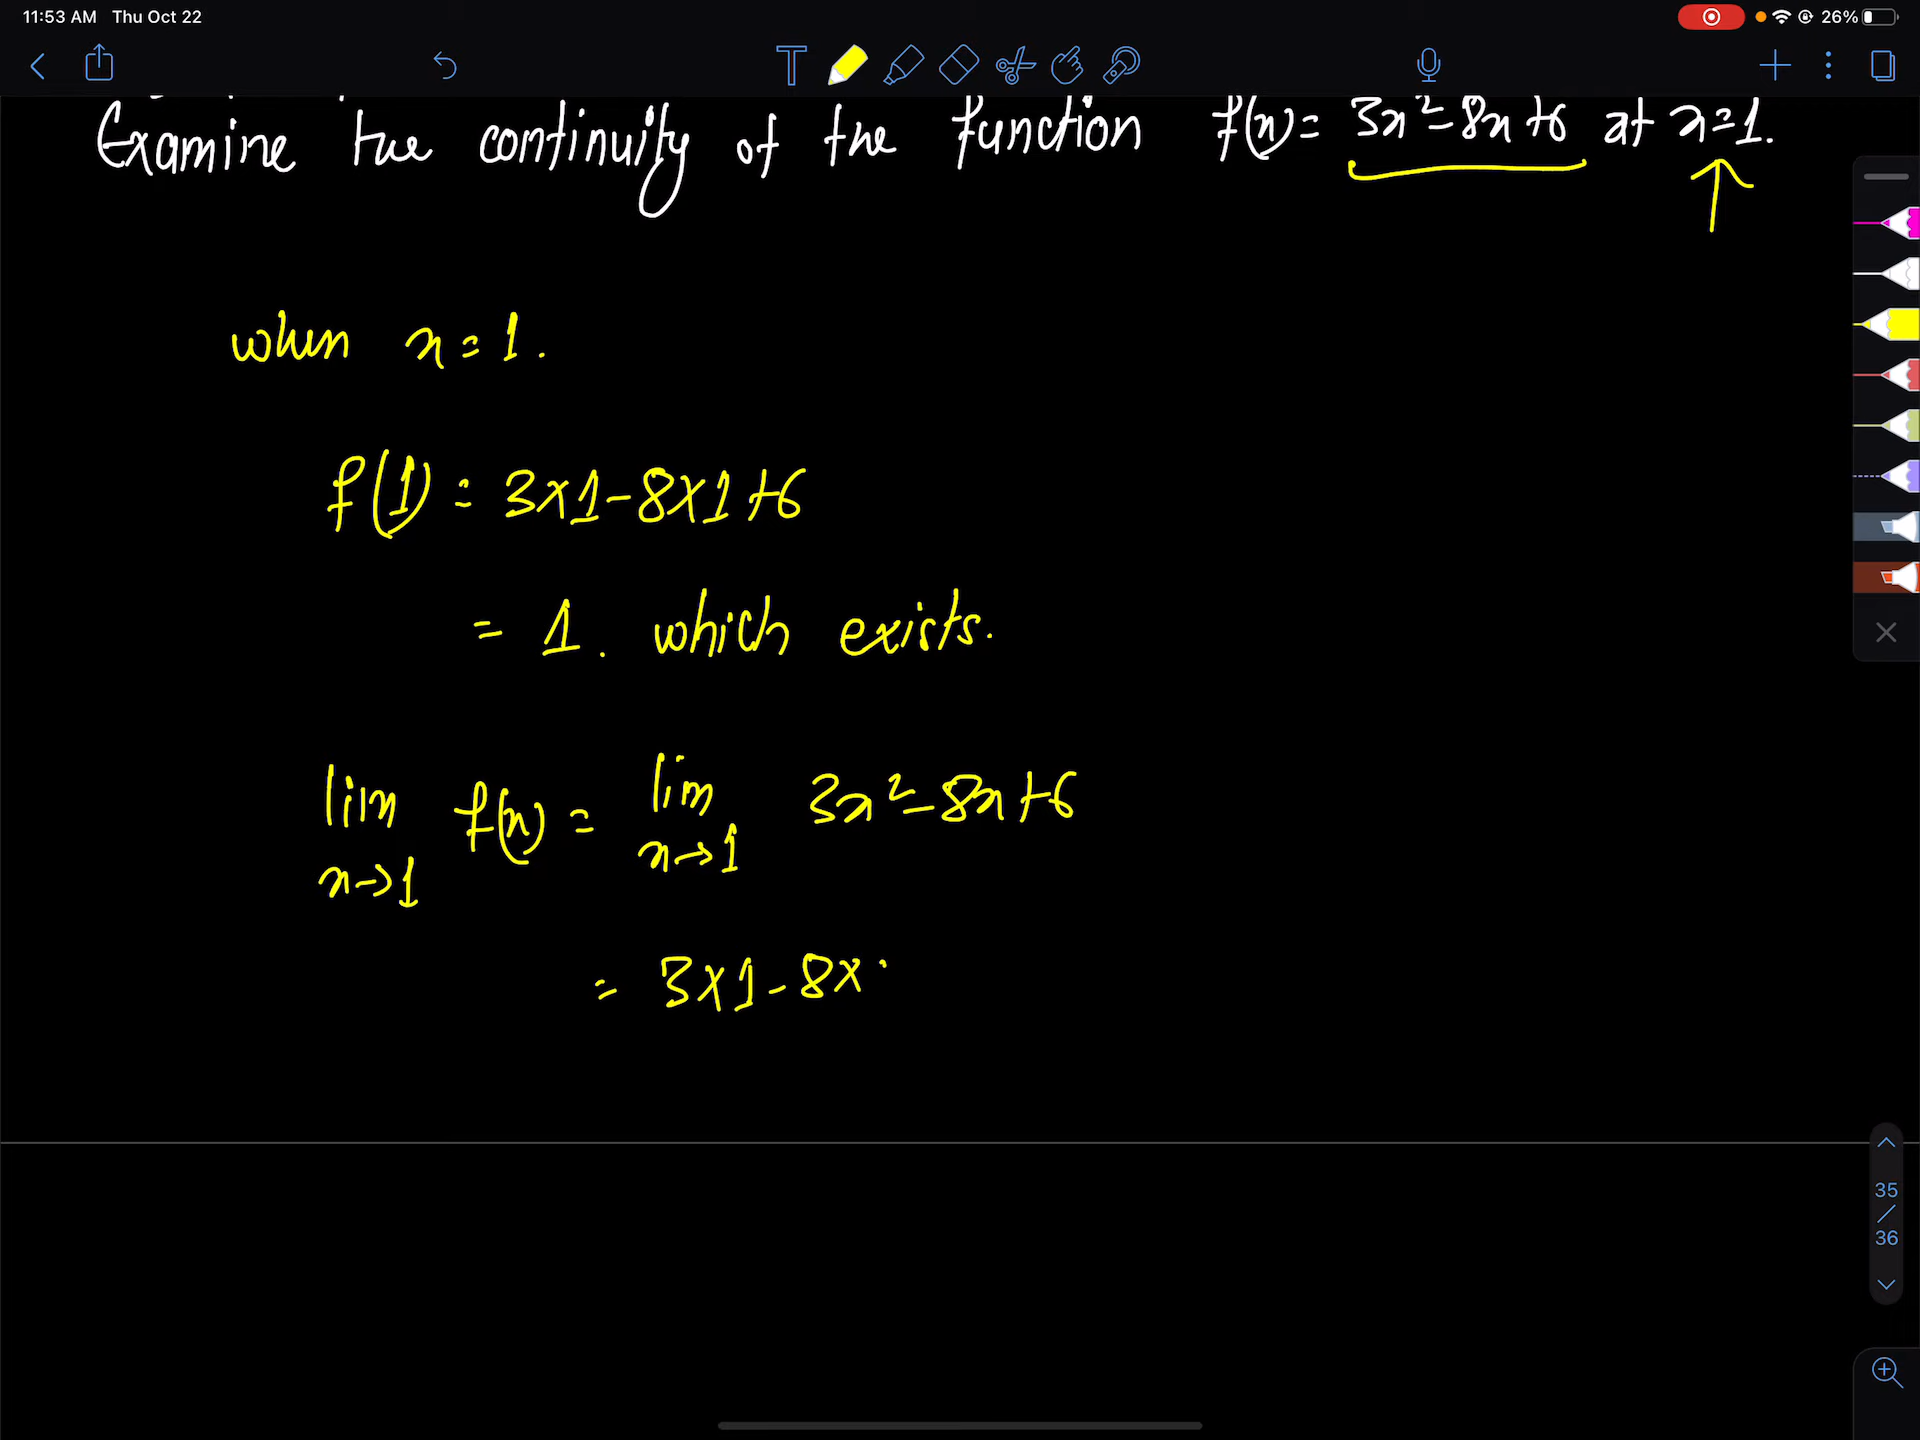 11:53 AM Thu Oct 22
26%
T
Examine the continuity of the function f(x)= 3x²-8x+6 at x=1.
when x=1.
f(1) = 3x1-8x1+6
= 1. which exists.
lim f(x) = lim 3x²-8x+6
x→1 x→1
= 3x1-8x
35
/
36